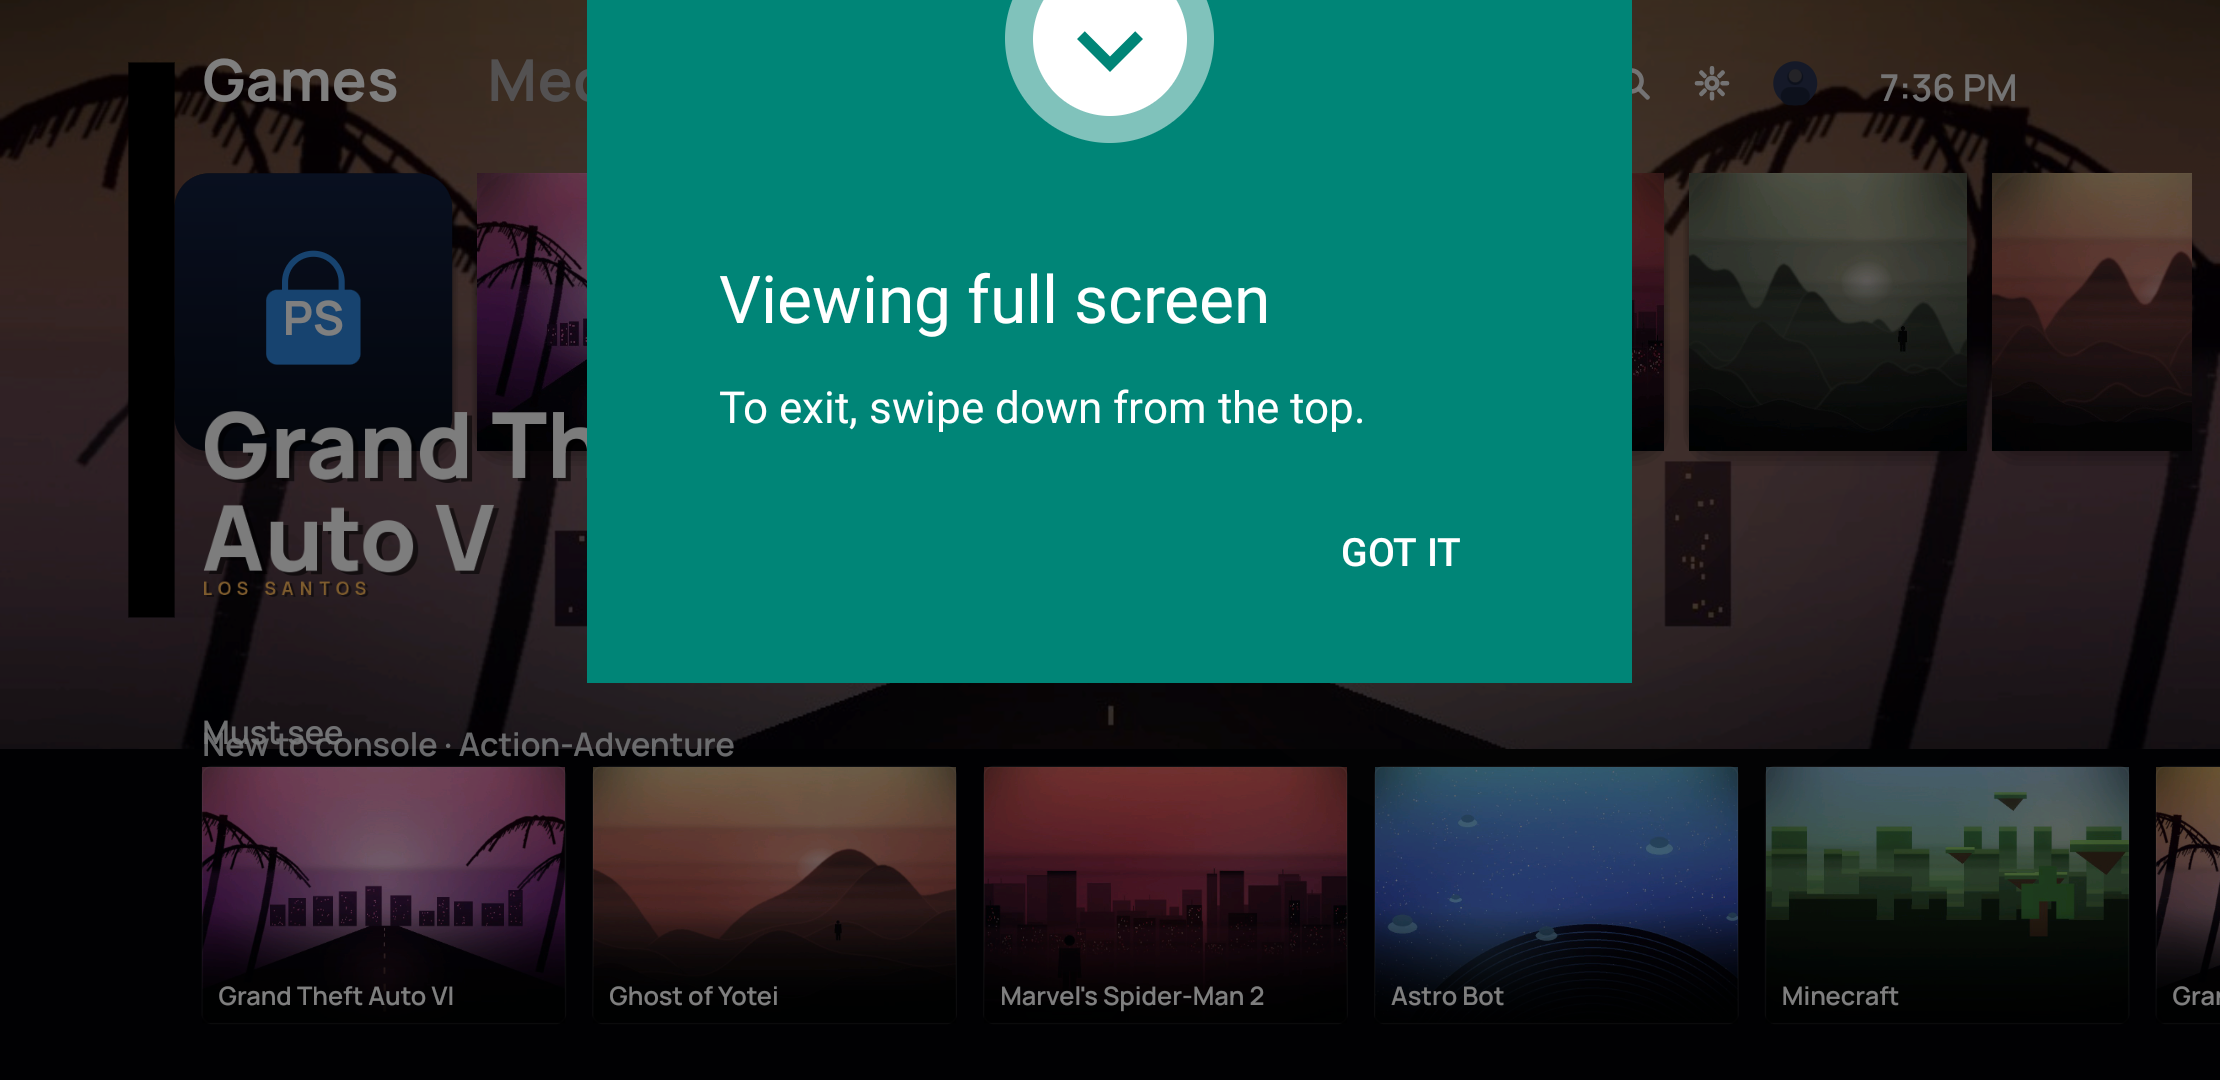 Games
Med
7:36 PM
PS
Viewing full screen
To exit, swipe down from the top.
GOT IT
Grand Th
Auto V
LOS SANTOS
Must see
New to console · Action-Adventure
Grand Theft Auto VI
Ghost of Yotei
Marvel's Spider-Man 2
Astro Bot
Minecraft
Gran